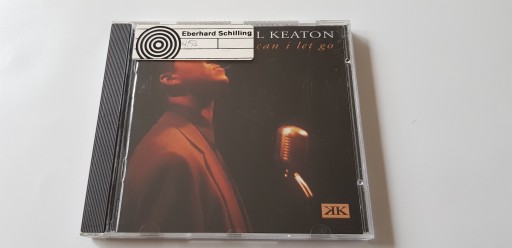 Eberhard Schilling
L KEATON
can i let go
KK